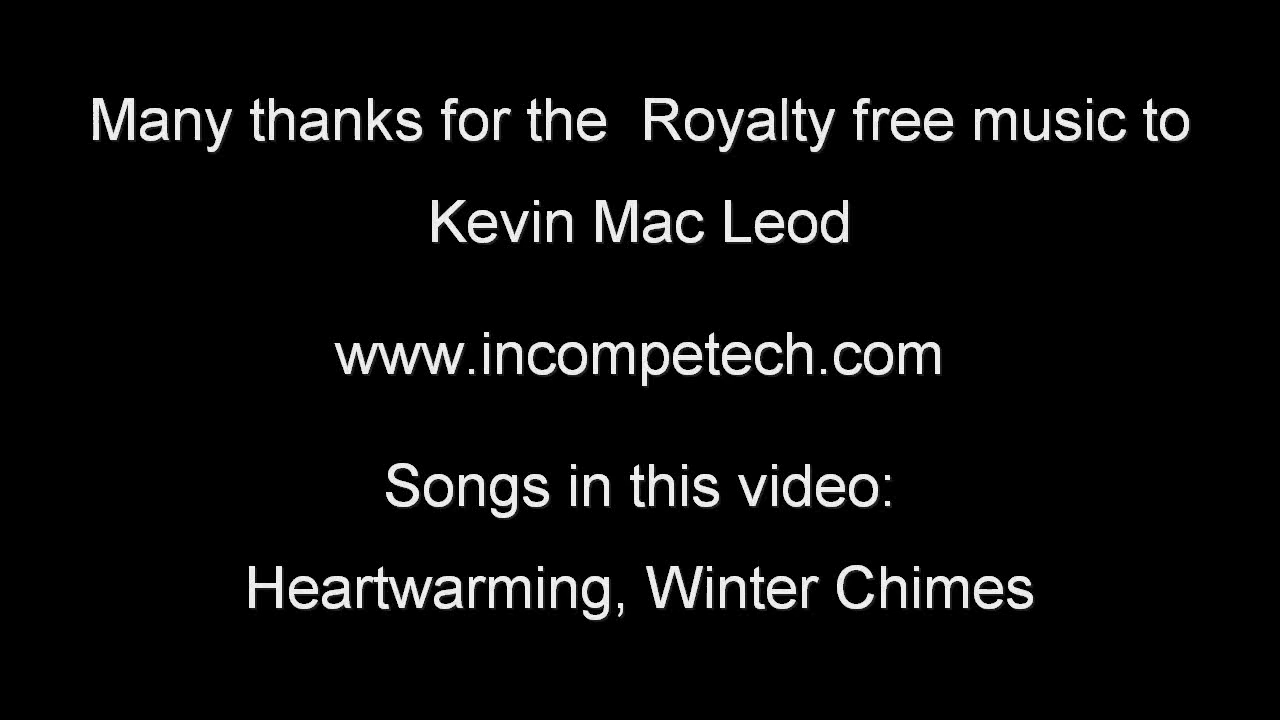 Many thanks for the  Royalty free music to
Kevin Mac Leod
www.incompetech.com
Songs in this video:
Heartwarming, Winter Chimes